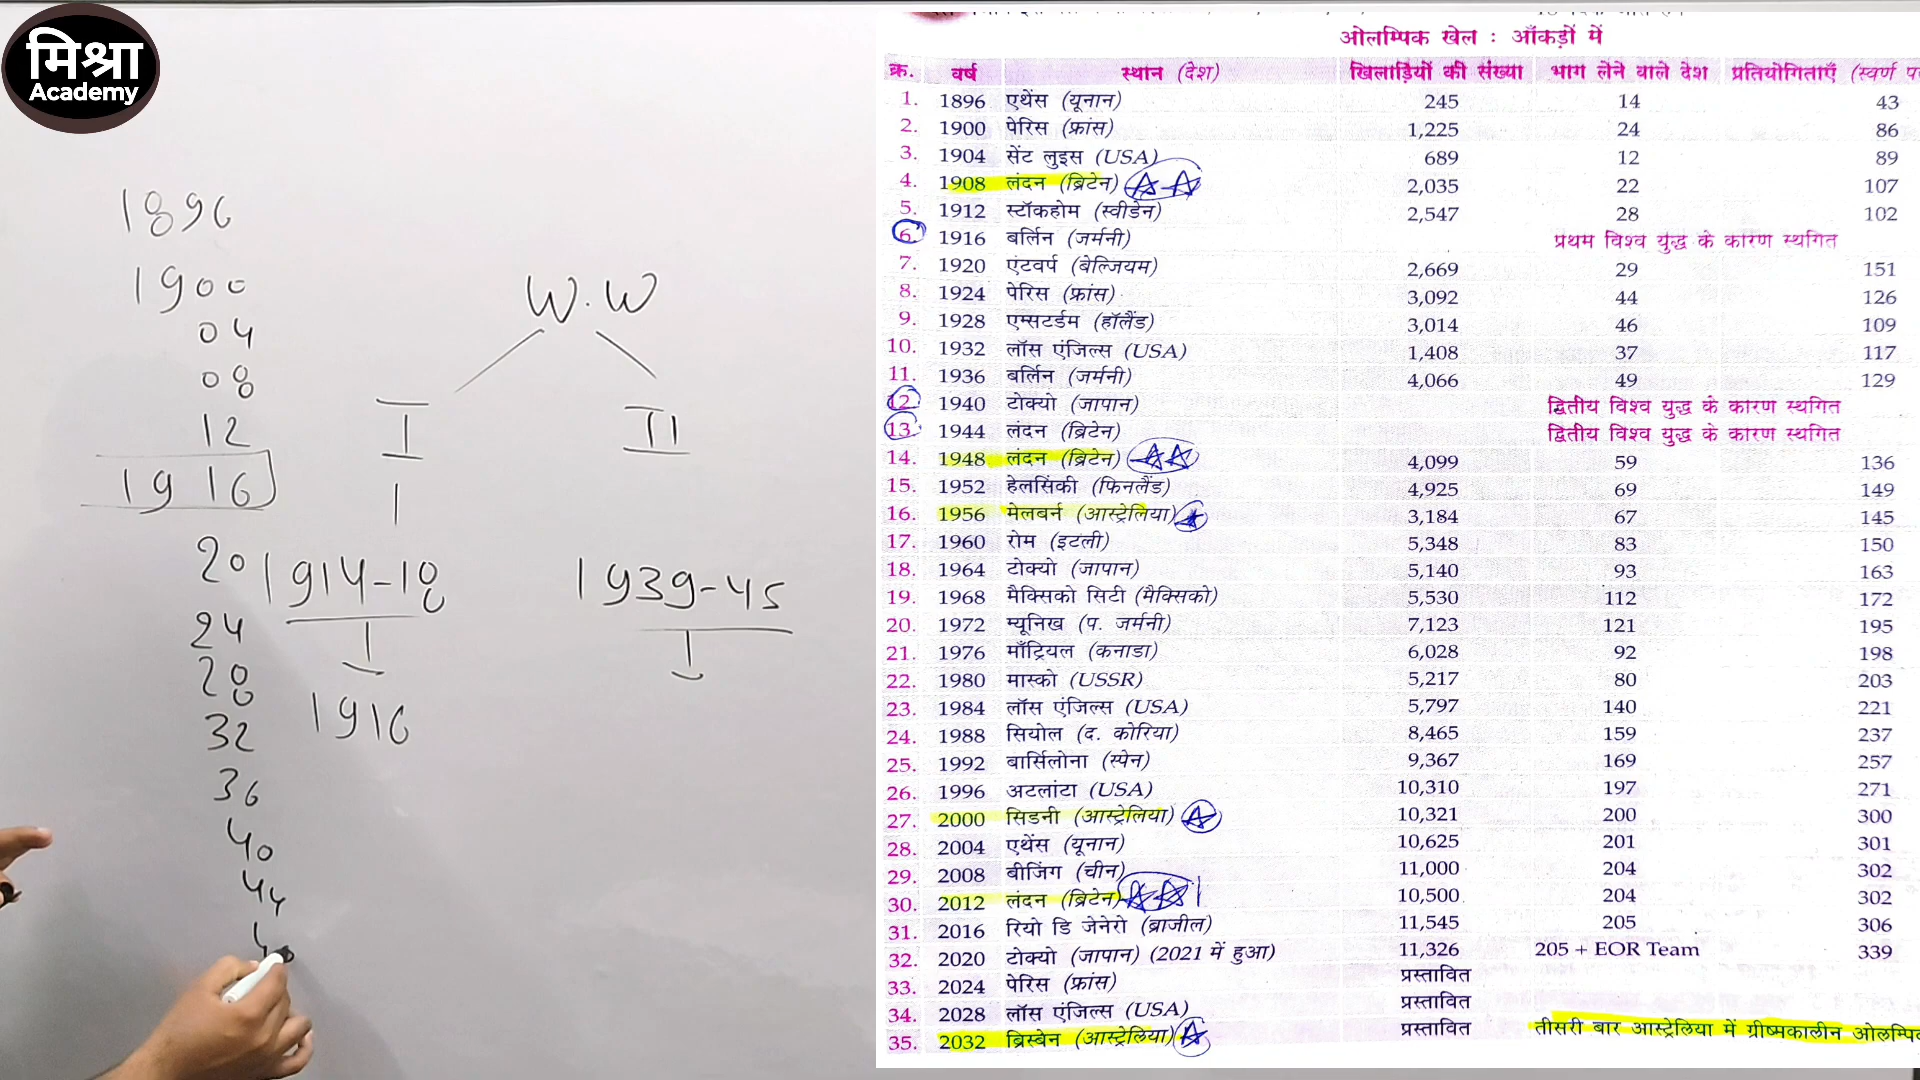 मिश्रा
Academy
1896
1900
04
08
12
1916
20
24
28
32
36
40
44
W.W
I
II
1914-18
1916
1939-45
ओलम्पिक खेल : आँकड़ों में
क्र. वर्ष स्थान (देश) खिलाड़ियों की संख्या भाग लेने वाले देश प्रतियोगिताएँ (स्वर्ण
1. 1896 एथेंस (यूनान) 245 14 43
2. 1900 पेरिस (फ्रांस) 1,225 24 86
3. 1904 सेंट लुइस (USA) 689 12 89
4. 1908 लंदन (ब्रिटेन) 2,035 22 107
5. 1912 स्टॉकहोम (स्वीडेन) 2,547 28 102
6. 1916 बर्लिन (जर्मनी) प्रथम विश्व युद्ध के कारण स्थगित
7. 1920 एंटवर्प (बेल्जियम) 2,669 29 151
8. 1924 पेरिस (फ्रांस) 3,092 44 126
9. 1928 एम्सटर्डम (हॉलैंड) 3,014 46 109
10. 1932 लॉस एंजिल्स (USA) 1,408 37 117
11. 1936 बर्लिन (जर्मनी) 4,066 49 129
12. 1940 टोक्यो (जापान) द्वितीय विश्व युद्ध के कारण स्थगित
13. 1944 लंदन (ब्रिटेन) द्वितीय विश्व युद्ध के कारण स्थगित
14. 1948 लंदन (ब्रिटेन) 4,099 59 136
15. 1952 हेलसिंकी (फिनलैंड) 4,925 69 149
16. 1956 मेलबर्न (आस्ट्रेलिया) 3,184 67 145
17. 1960 रोम (इटली) 5,348 83 150
18. 1964 टोक्यो (जापान) 5,140 93 163
19. 1968 मैक्सिको सिटी (मैक्सिको) 5,530 112 172
20. 1972 म्यूनिख (प. जर्मनी) 7,123 121 195
21. 1976 मॉंट्रियल (कनाडा) 6,028 92 198
22. 1980 मास्को (USSR) 5,217 80 203
23. 1984 लॉस एंजिल्स (USA) 5,797 140 221
24. 1988 सियोल (द. कोरिया) 8,465 159 237
25. 1992 बार्सिलोना (स्पेन) 9,367 169 257
26. 1996 अटलांटा (USA) 10,310 197 271
27. 2000 सिडनी (आस्ट्रेलिया) 10,321 200 300
28. 2004 एथेंस (यूनान) 10,625 201 301
29. 2008 बीजिंग (चीन) 11,000 204 302
30. 2012 लंदन (ब्रिटेन) 10,500 204 302
31. 2016 रियो डि जेनेरो (ब्राजील) 11,545 205 306
32. 2020 टोक्यो (जापान) (2021 में हुआ) 11,326 205 + EOR Team 339
33. 2024 पेरिस (फ्रांस) प्रस्तावित
34. 2028 लॉस एंजिल्स (USA) प्रस्तावित
35. 2032 ब्रिस्बेन (आस्ट्रेलिया) प्रस्तावित तीसरी बार आस्ट्रेलिया में ग्रीष्मकालीन